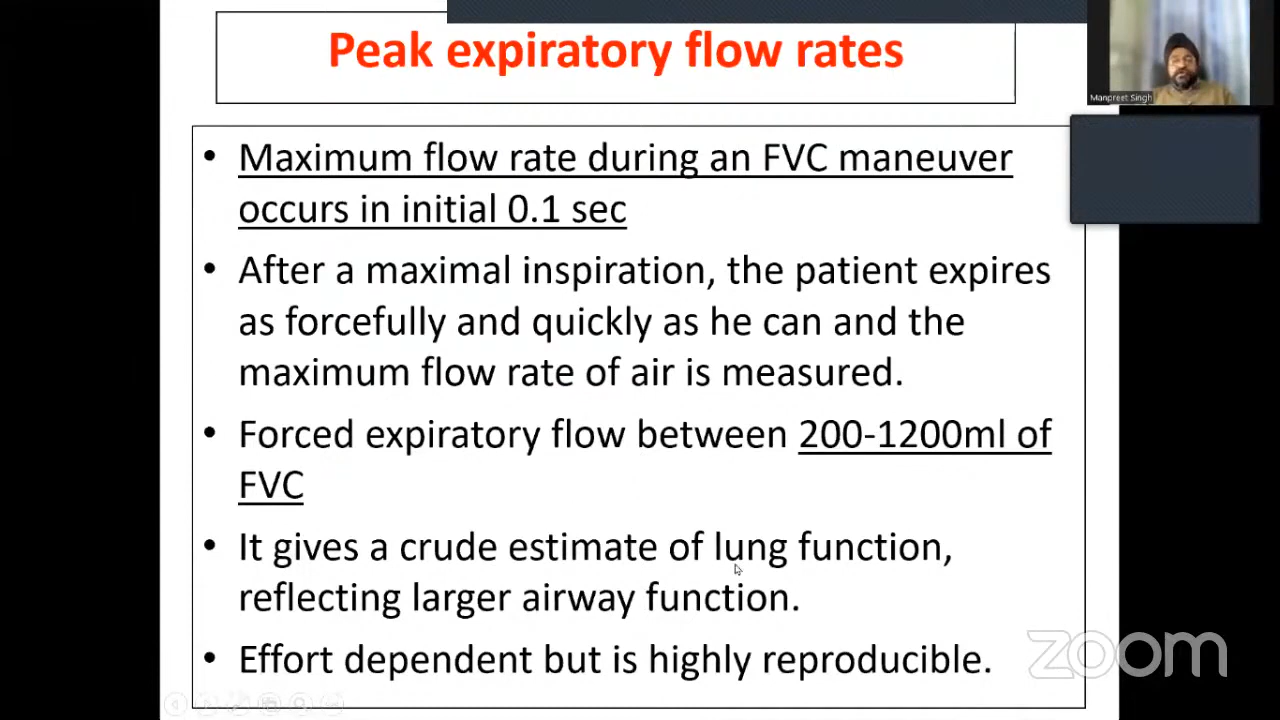 Peak expiratory flow rates
Manpreet Singh
• Maximum flow rate during an FVC maneuver
occurs in initial 0.1 sec
• After a maximal inspiration, the patient expires
as forcefully and quickly as he can and the
maximum flow rate of air is measured.
• Forced expiratory flow between 200-1200ml of
FVC
• It gives a crude estimate of lung function,
reflecting larger airway function.
• Effort dependent but is highly reproducible.
zoom